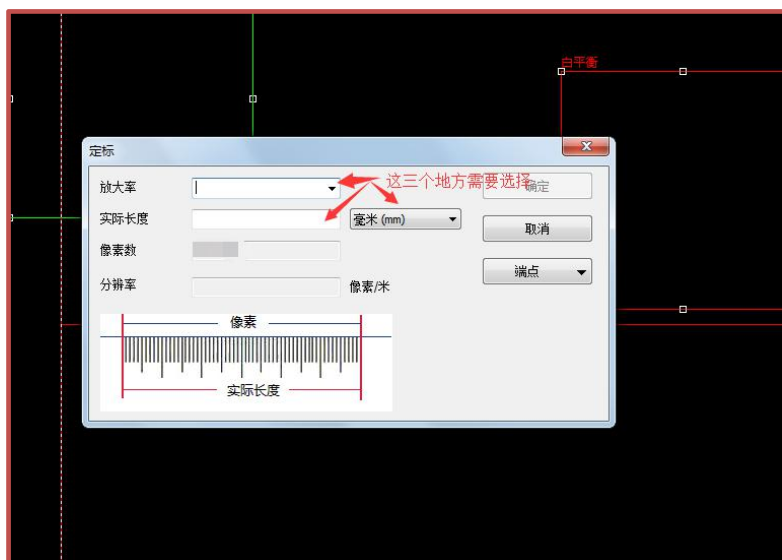 白平衡
定标
放大率
这三个地方需要选择
确定
实际长度
毫米 (mm)
取消
像素数
端点
分辨率
像素/米
像素
实际长度